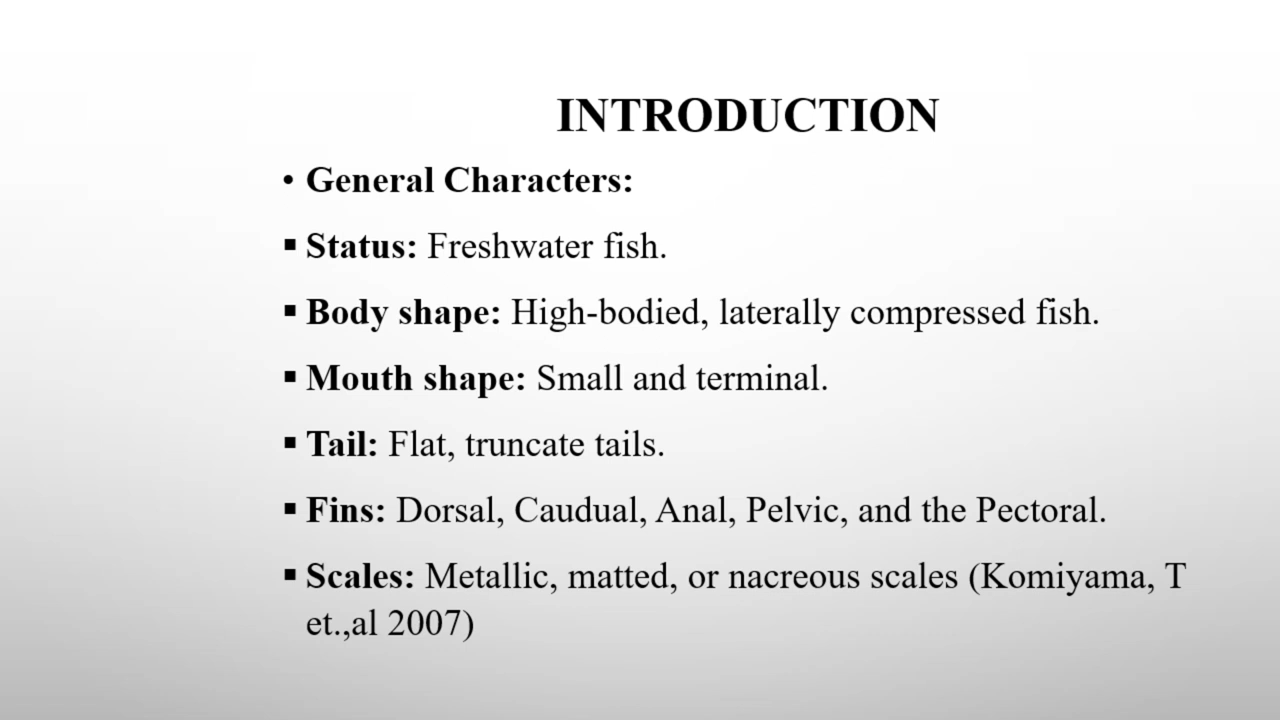 INTRODUCTION
• General Characters:
▪ Status: Freshwater fish.
▪ Body shape: High-bodied, laterally compressed fish.
▪ Mouth shape: Small and terminal.
▪ Tail: Flat, truncate tails.
▪ Fins: Dorsal, Caudual, Anal, Pelvic, and the Pectoral.
▪ Scales: Metallic, matted, or nacreous scales (Komiyama, T
et.,al 2007)